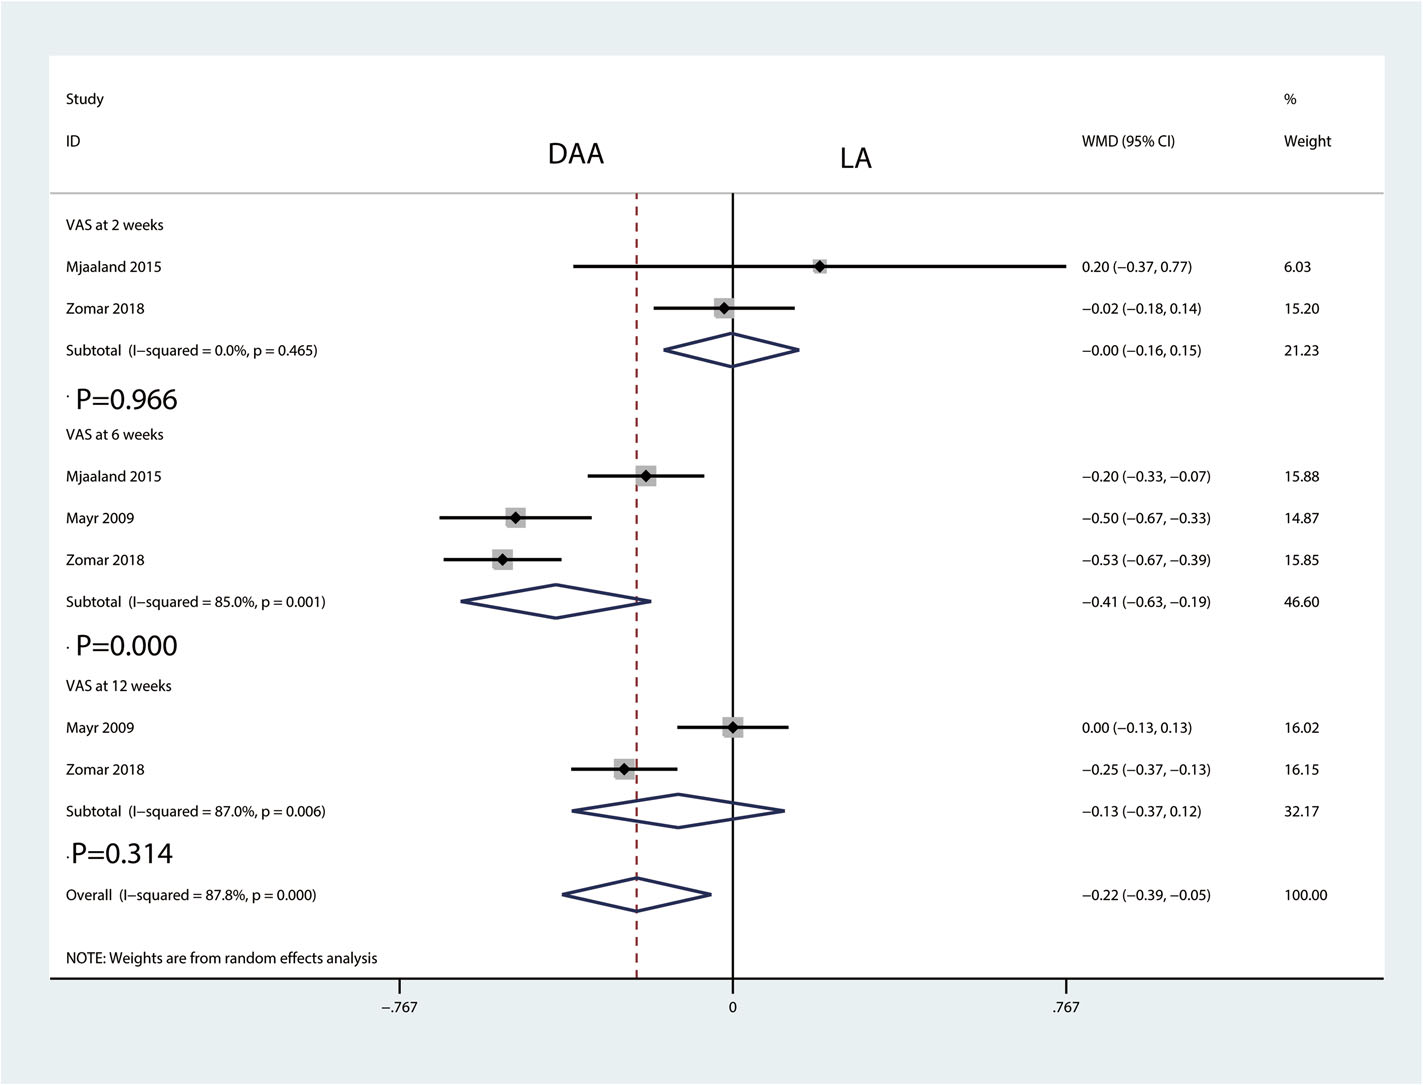 Study %
ID DAA LA WMD (95% CI) Weight
VAS at 2 weeks
Mjaaland 2015 0.20 (−0.37, 0.77) 6.03
Zomar 2018 −0.02 (−0.18, 0.14) 15.20
Subtotal (I−squared = 0.0%, p = 0.465) −0.00 (−0.16, 0.15) 21.23
. P=0.966
VAS at 6 weeks
Mjaaland 2015 −0.20 (−0.33, −0.07) 15.88
Mayr 2009 −0.50 (−0.67, −0.33) 14.87
Zomar 2018 −0.53 (−0.67, −0.39) 15.85
Subtotal (I−squared = 85.0%, p = 0.001) −0.41 (−0.63, −0.19) 46.60
. P=0.000
VAS at 12 weeks
Mayr 2009 0.00 (−0.13, 0.13) 16.02
Zomar 2018 −0.25 (−0.37, −0.13) 16.15
Subtotal (I−squared = 87.0%, p = 0.006) −0.13 (−0.37, 0.12) 32.17
.P=0.314
Overall (I−squared = 87.8%, p = 0.000) −0.22 (−0.39, −0.05) 100.00
NOTE: Weights are from random effects analysis
−.767 0 .767